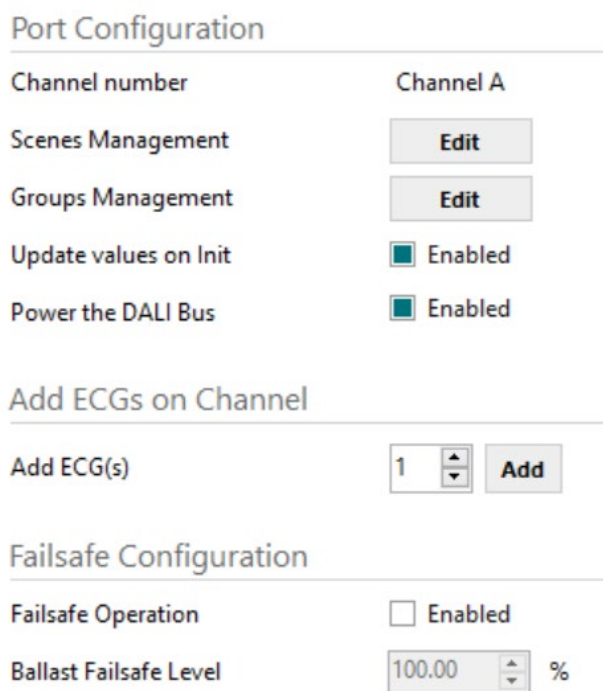 Port Configuration
Channel number Channel A
Scenes Management Edit
Groups Management Edit
Update values on Init Enabled
Power the DALI Bus Enabled
Add ECGs on Channel
Add ECG(s) 1 Add
Failsafe Configuration
Failsafe Operation Enabled
Ballast Failsafe Level 100.00 %